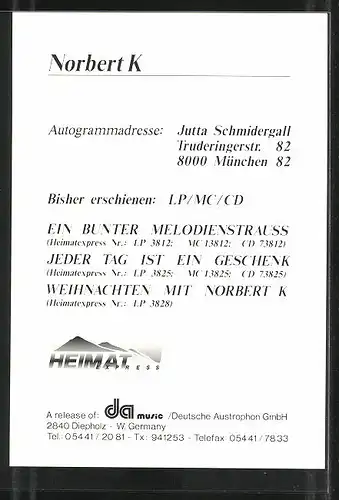 Norbert K
Autogrammadresse: Jutta Schmidergall
Truderingerstr. 82
8000 München 82
Bisher erschienen: LP/MC/CD
EIN BUNTER MELODIENSTRAUSS
(Heimatexpress Nr.: LP 3812; MC 13812; CD 73812)
JEDER TAG IST EIN GESCHENK
(Heimatexpress Nr.: LP 3825; MC 13825; CD 73825)
WEIHNACHTEN MIT NORBERT K
(Heimatexpress Nr.: LP 3828)
HEIMAT
EXPRESS
A release of: da music /Deutsche Austrophon GmbH
2840 Diepholz - W. Germany
Tel.: 05441/20 81 - Tx.: 941253 - Telefax 05441/7833